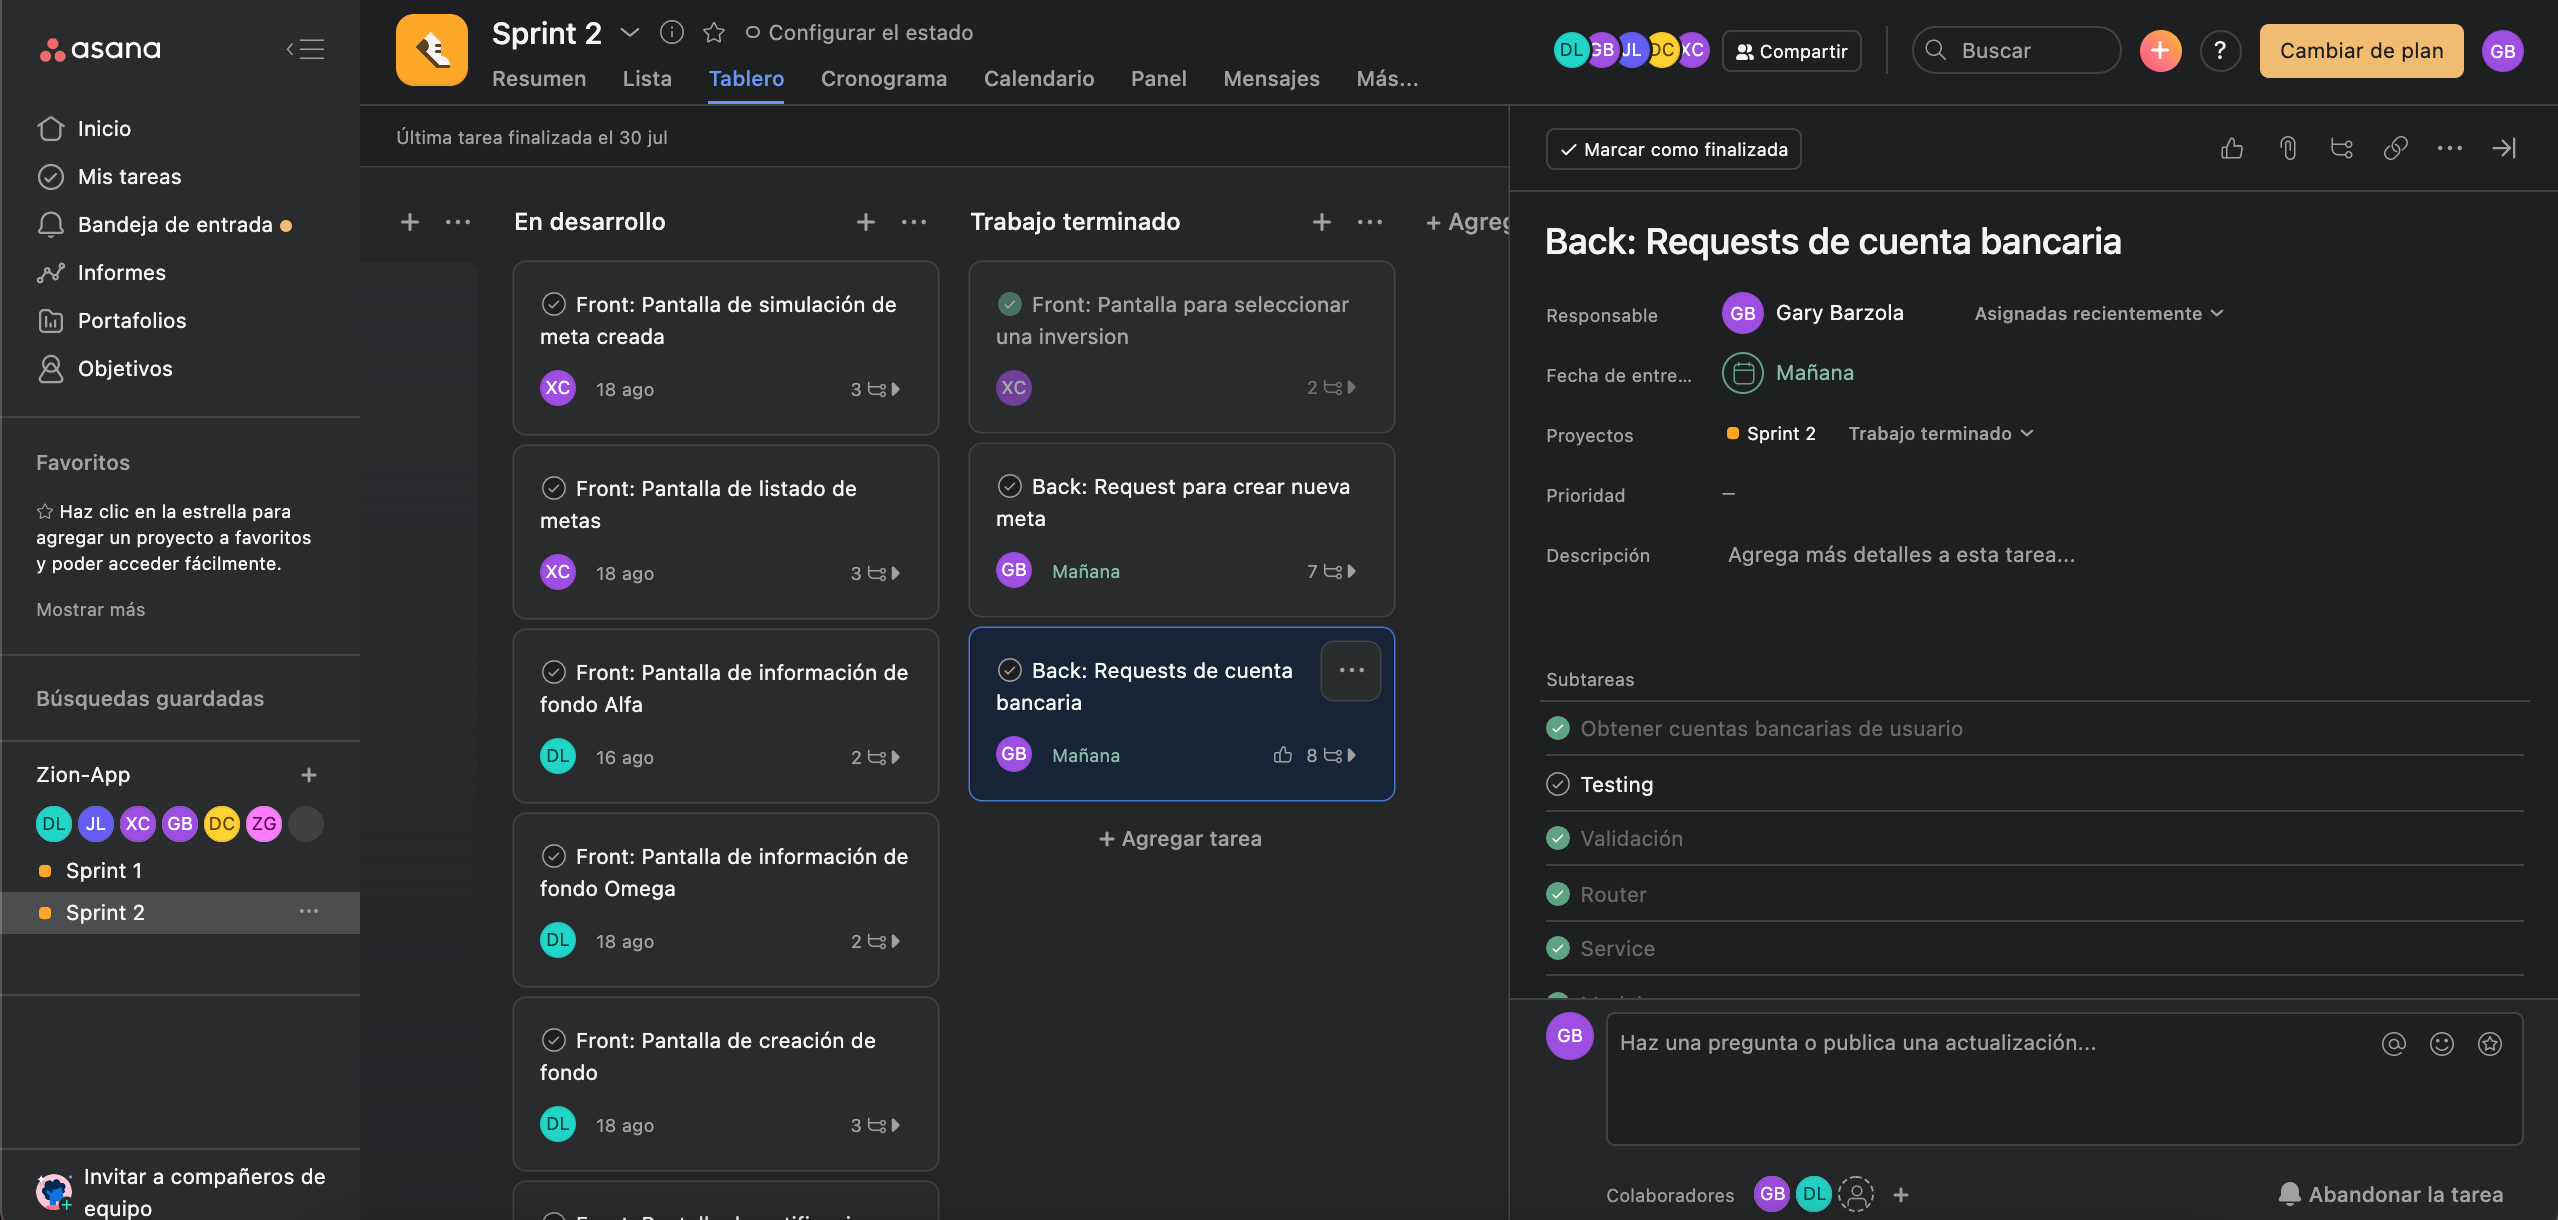 asana
Inicio
Mis tareas
Bandeja de entrada
Informes
Portafolios
Objetivos
Favoritos
Haz clic en la estrella para
agregar un proyecto a favoritos
y poder acceder fácilmente.
Mostrar más
Búsquedas guardadas
Zion-App
DL JL XC GB DC ZG
Sprint 1
Sprint 2
Invitar a compañeros de
equipo
Sprint 2
Configurar el estado
Resumen Lista Tablero Cronograma Calendario Panel Mensajes Más...
DL GB JL DC XC
Compartir
Buscar
?
Cambiar de plan
GB
Última tarea finalizada el 30 jul
En desarrollo
Front: Pantalla de simulación de
meta creada
XC 18 ago 3
Front: Pantalla de listado de
metas
XC 18 ago 3
Front: Pantalla de información de
fondo Alfa
DL 16 ago 2
Front: Pantalla de información de
fondo Omega
DL 18 ago 2
Front: Pantalla de creación de
fondo
DL 18 ago 3
Trabajo terminado
Front: Pantalla para seleccionar
una inversion
XC 2
Back: Request para crear nueva
meta
GB Mañana 7
Back: Requests de cuenta
bancaria
GB Mañana 8
+ Agregar tarea
+ Agreg
Marcar como finalizada
Back: Requests de cuenta bancaria
Responsable GB Gary Barzola Asignadas recientemente
Fecha de entre... Mañana
Proyectos Sprint 2 Trabajo terminado
Prioridad —
Descripción Agrega más detalles a esta tarea...
Subtareas
Obtener cuentas bancarias de usuario
Testing
Validación
Router
Service
GB Haz una pregunta o publica una actualización...
Colaboradores GB DL
Abandonar la tarea